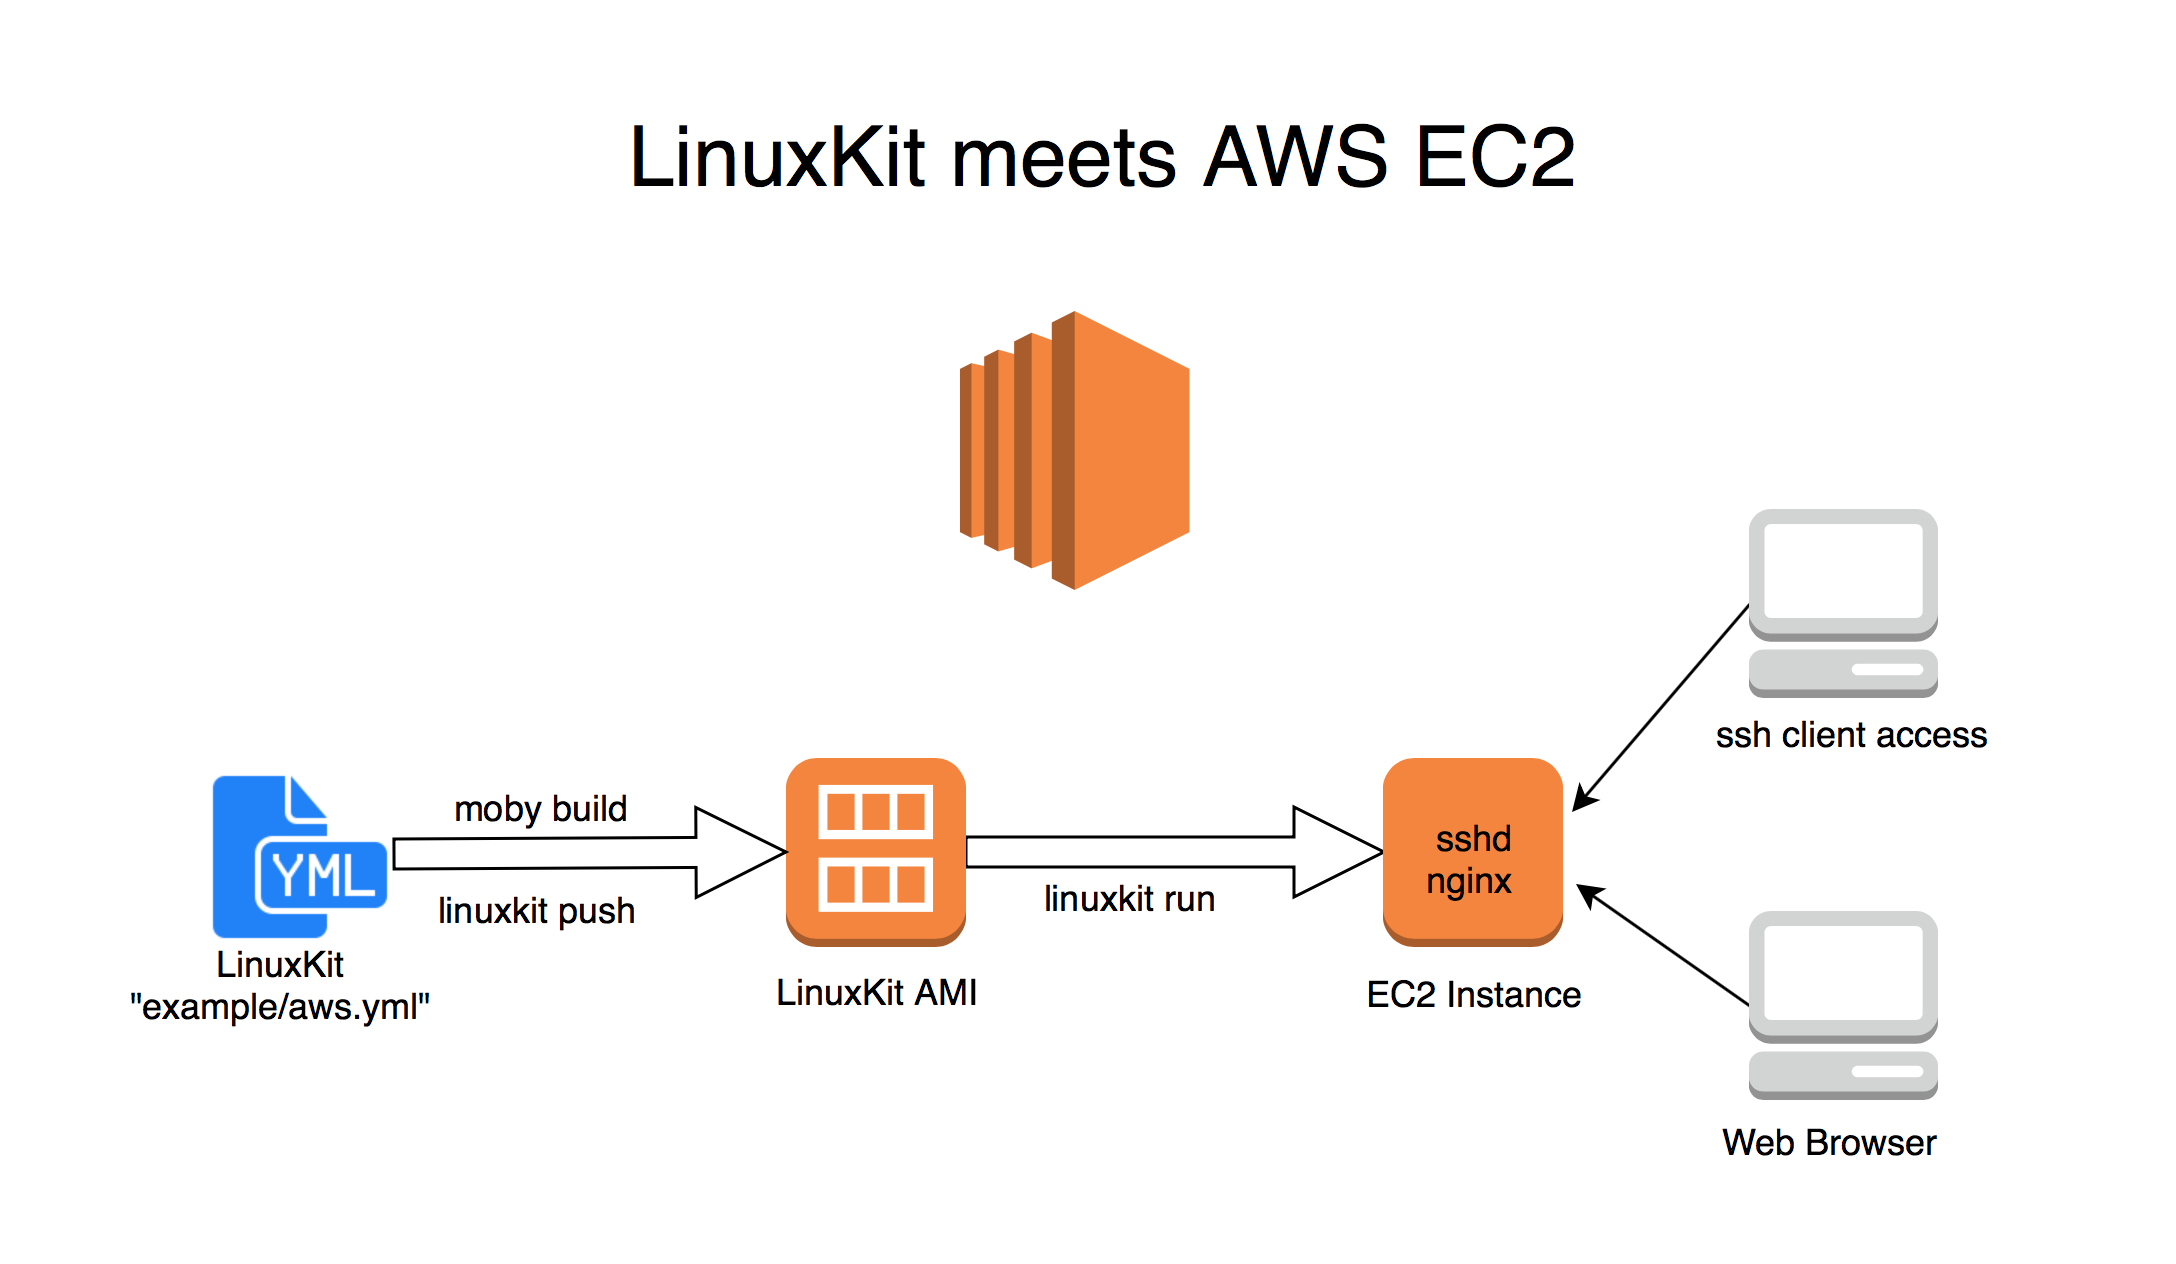 LinuxKit meets AWS EC2
ssh client access
moby build
YML
linuxkit push
LinuxKit
"example/aws.yml"
LinuxKit AMI
linuxkit run
sshd
nginx
EC2 Instance
Web Browser